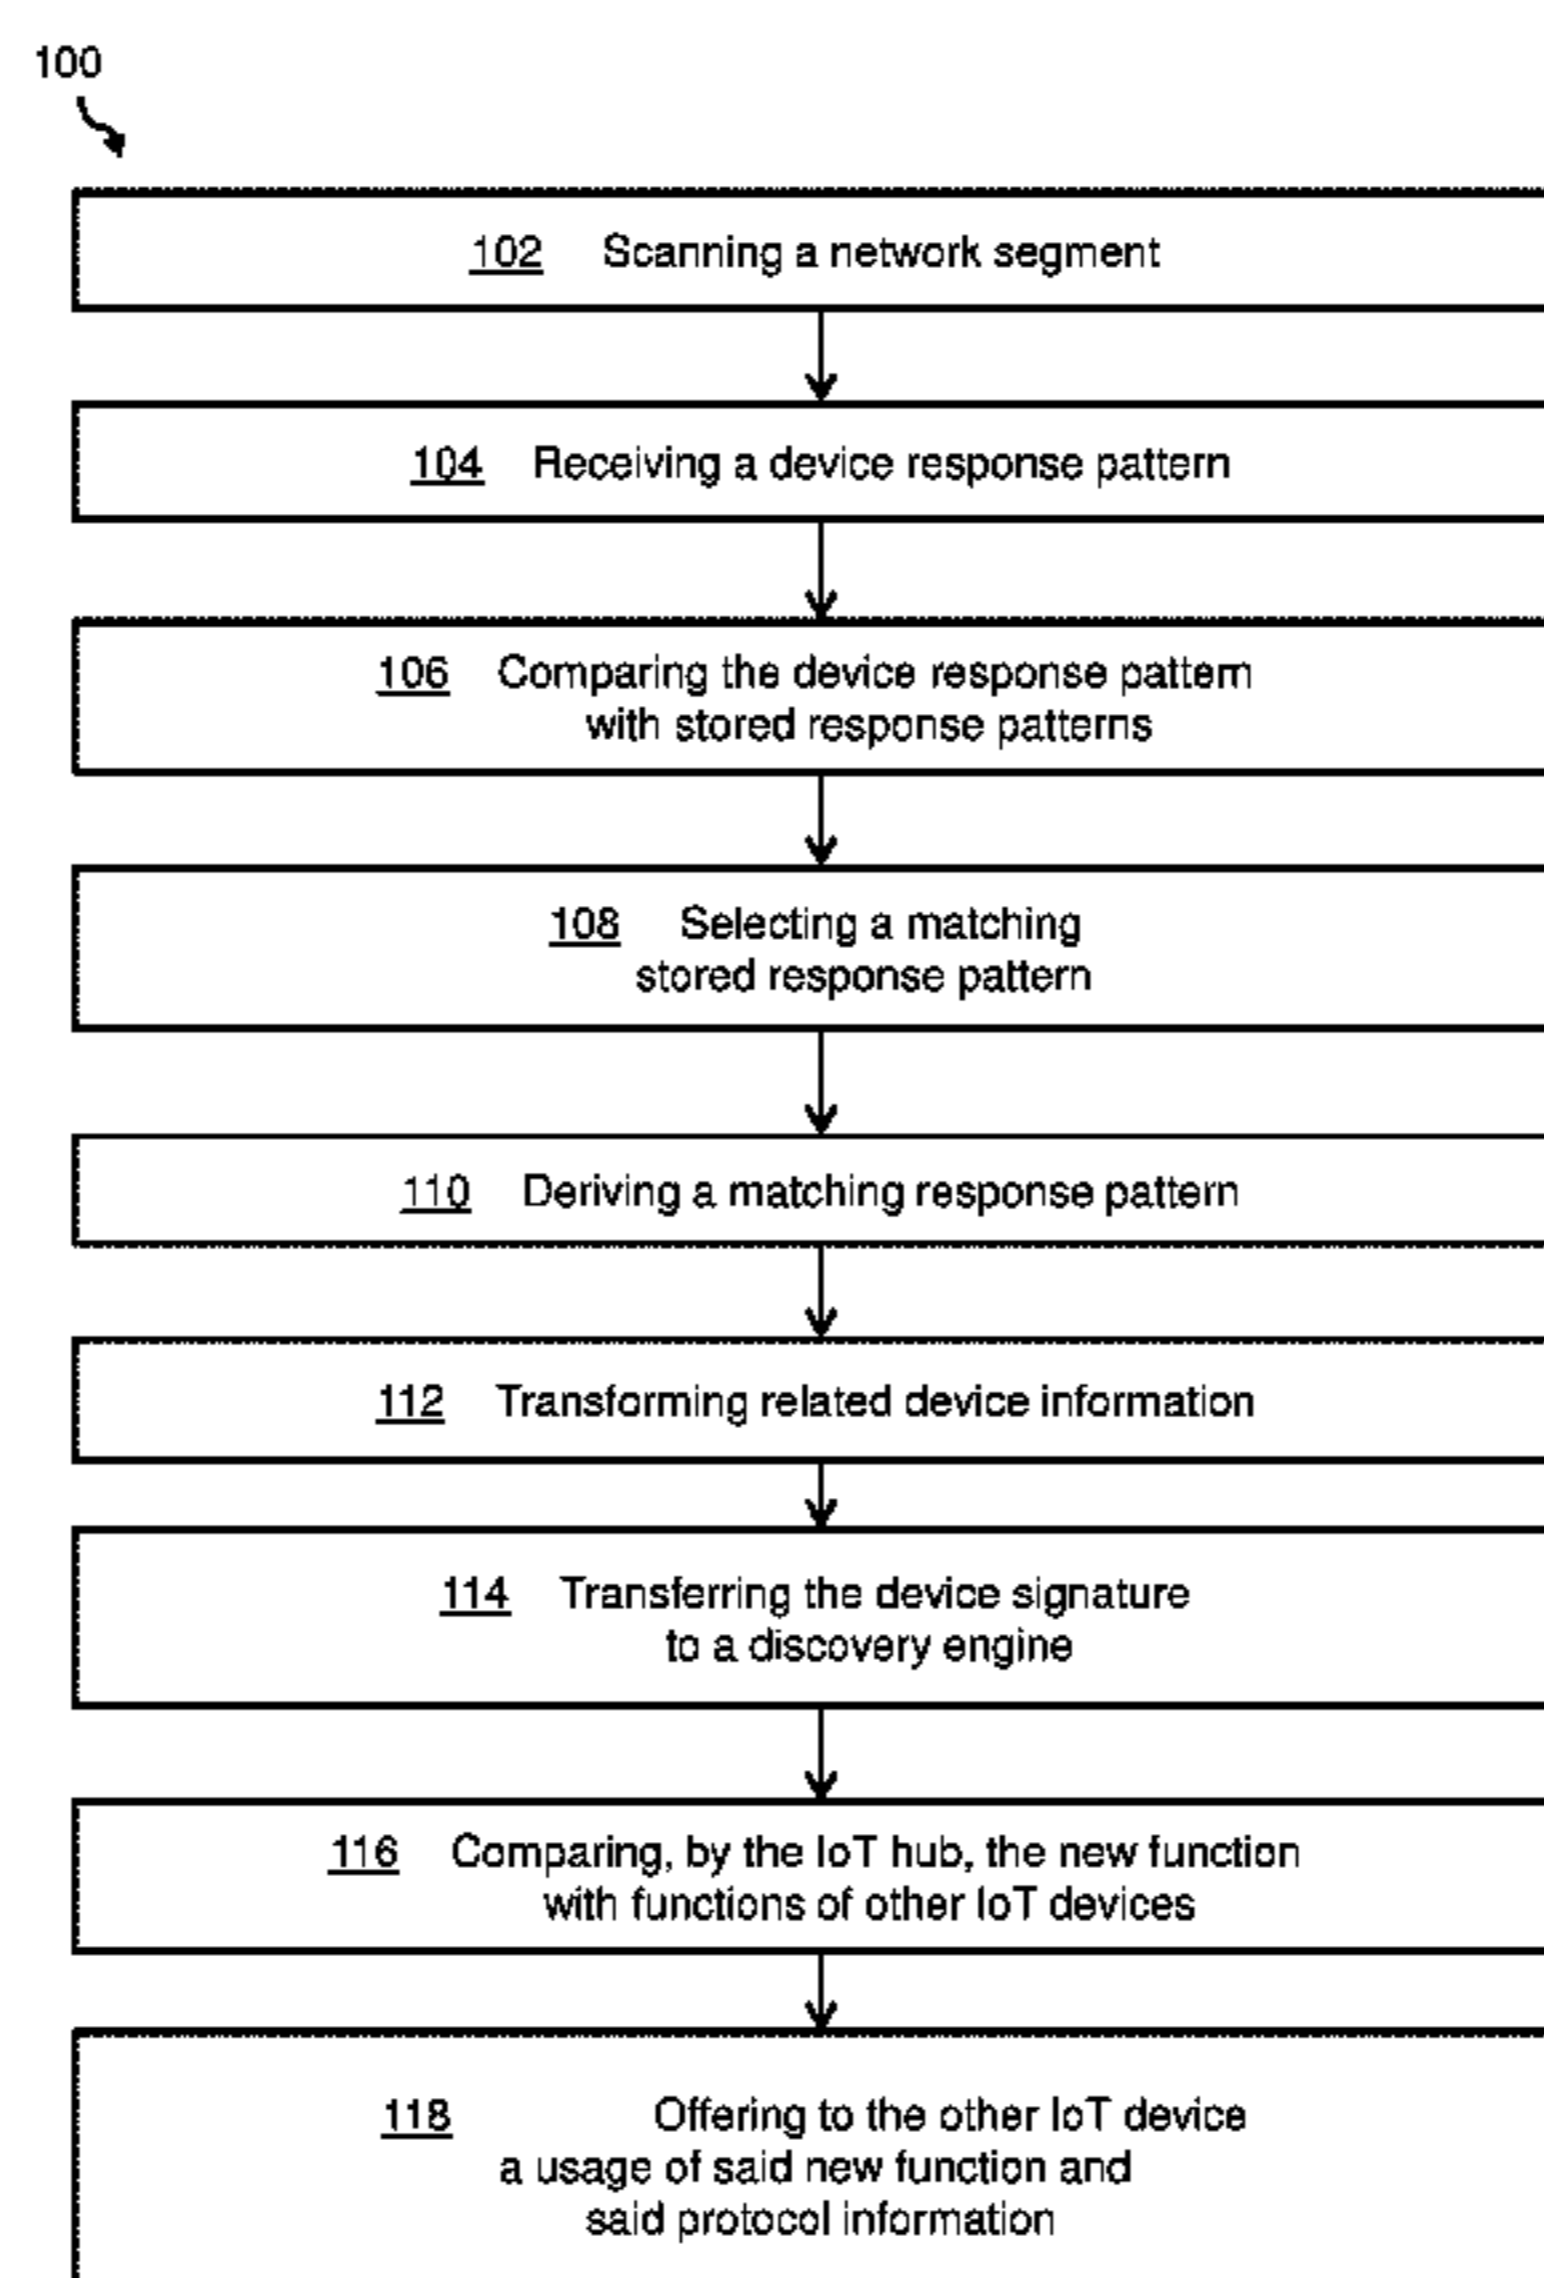 100
102 Scanning a network segment
104 Receiving a device response pattern
106 Comparing the device response pattern
with stored response patterns
108 Selecting a matching
stored response pattern
110 Deriving a matching response pattern
112 Transforming related device information
114 Transferring the device signature
to a discovery engine
116 Comparing, by the IoT hub, the new function
with functions of other IoT devices
118 Offering to the other IoT device
a usage of said new function and
said protocol information